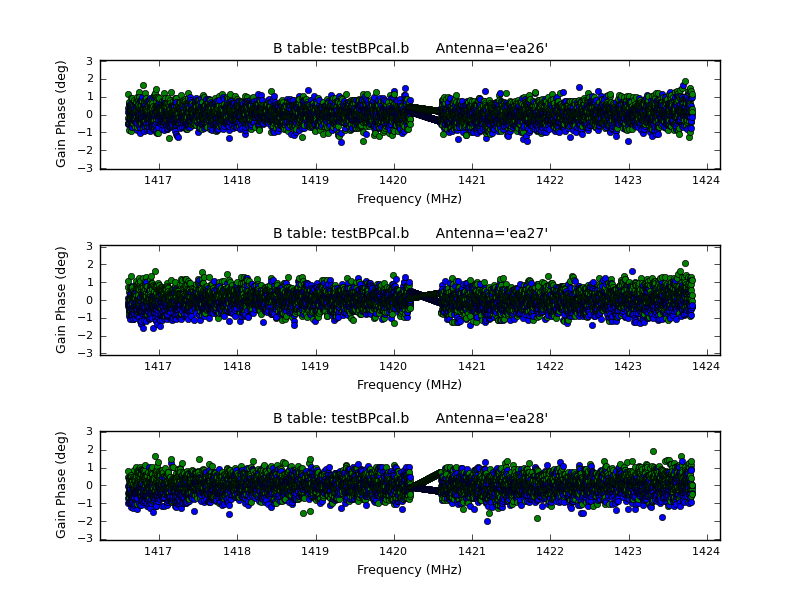 B table: testBPcal.b      Antenna='ea26'
3
2
1
0
−1
−2
−3
Gain Phase (deg)
1417 1418 1419 1420 1421 1422 1423 1424
Frequency (MHz)
B table: testBPcal.b      Antenna='ea27'
3
2
1
0
−1
−2
−3
Gain Phase (deg)
1417 1418 1419 1420 1421 1422 1423 1424
Frequency (MHz)
B table: testBPcal.b      Antenna='ea28'
3
2
1
0
−1
−2
−3
Gain Phase (deg)
1417 1418 1419 1420 1421 1422 1423 1424
Frequency (MHz)